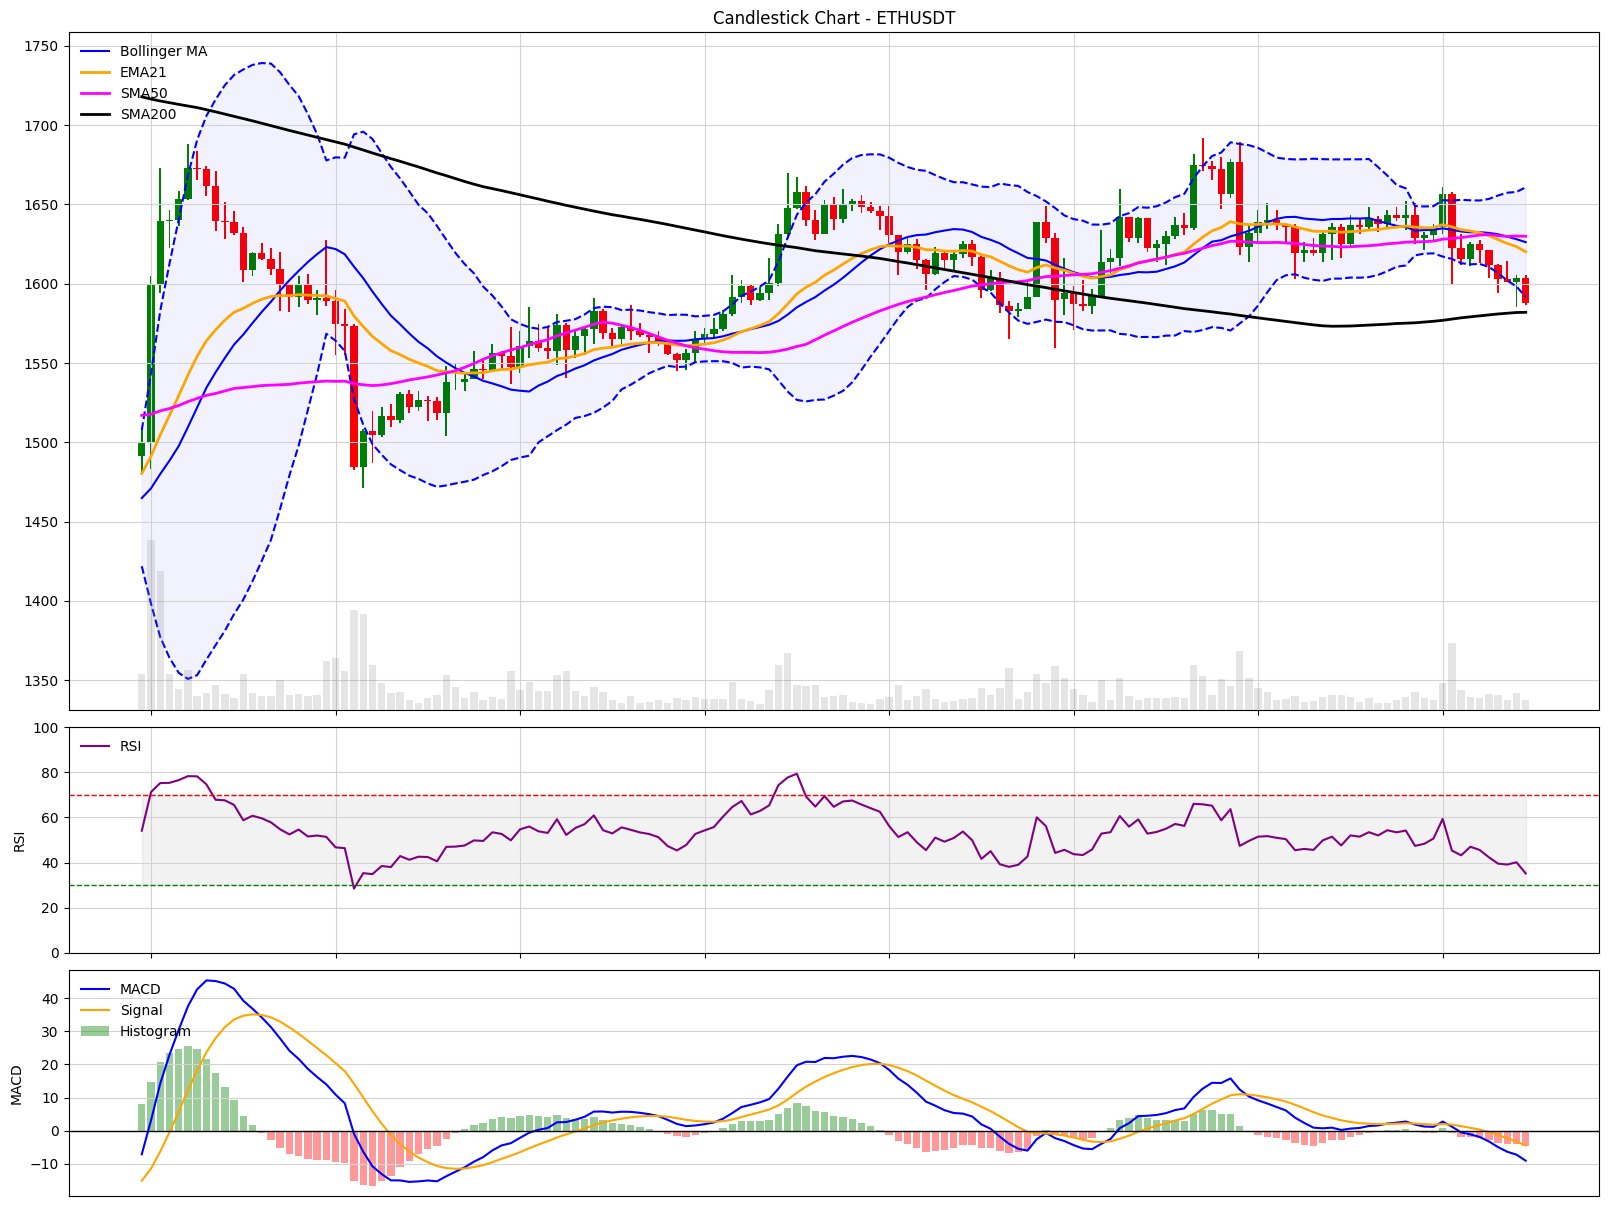 Candlestick Chart - ETHUSDT
1750
1700
1650
1600
1550
1500
1450
1400
1350
Bollinger MA
EMA21
SMA50
SMA200
100
80
60
40
20
0
RSI
RSI
40
30
20
10
0
−10
MACD
MACD
Signal
Histogram